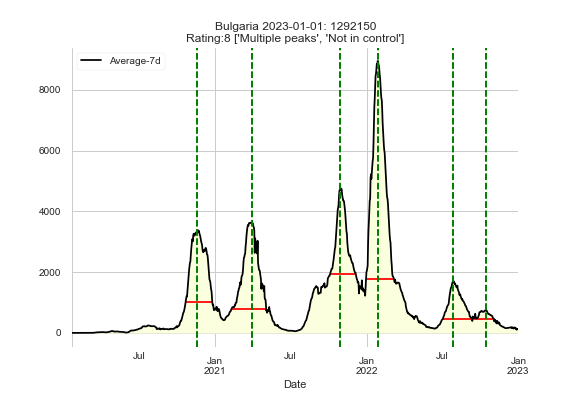 Bulgaria 2023-01-01: 1292150
Rating:8 ['Multiple peaks', 'Not in control']
Average-7d
8000
6000
4000
2000
0
Jul
Jan
2021
Jul
Jan
2022
Jul
Jan
2023
Date